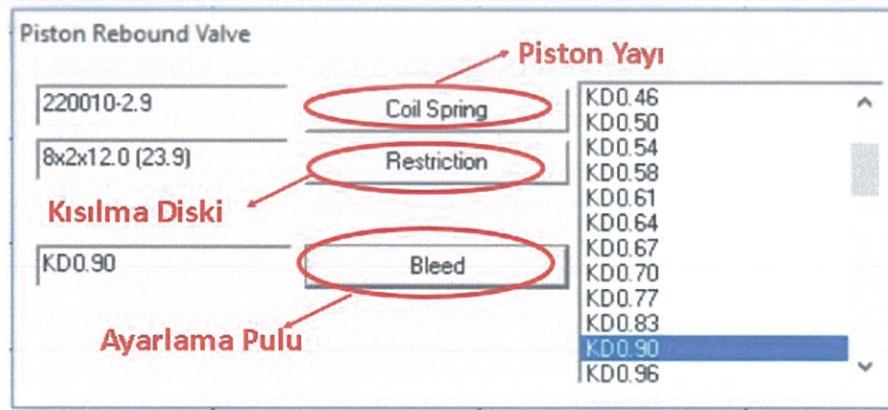 Piston Rebound Valve
Piston Yayı
220010-2.9
Coil Spring
8x2x12.0 (23.9)
Restriction
Kısılma Diski
KD0.90
Bleed
Ayarlama Pulu
KD0.46
KD0.50
KD0.54
KD0.58
KD0.61
KD0.64
KD0.67
KD0.70
KD0.77
KD0.83
KD0.90
KD0.96